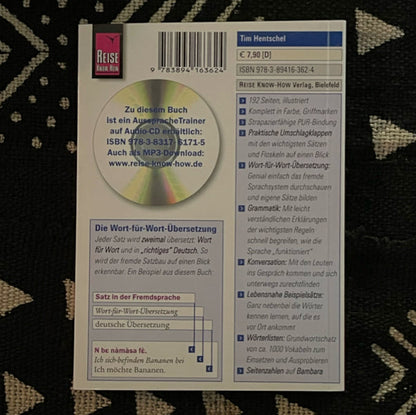 REISE
KNOW-HOW
9 783894 163624
Zu diesem Buch
ist ein AusspracheTrainer
auf Audio-CD erhältlich:
ISBN 978-3-8317-6171-5
Auch als MP3-Download:
www.reise-know-how.de
Die Wort-für-Wort-Übersetzung
Jeder Satz wird zweimal übersetzt: Wort
für Wort und in „richtiges" Deutsch. So
wird der fremde Satzbau auf einen Blick
erkennbar. Ein Beispiel aus diesem Buch:
Satz in der Fremdsprache
Wort-für-Wort-Übersetzung
deutsche Übersetzung
N bɛ námàsa fɛ̀.
Ich sich-befinden Bananen bei
Ich möchte Bananen.
Tim Hentschel
€ 7,90 [D]
ISBN 978-3-89416-362-4
REISE KNOW-HOW Verlag, Bielefeld
192 Seiten, illustriert
Komplett in Farbe, Griffmarken
Strapazierfähige PUR-Bindung
Praktische Umschlagklappen
mit den wichtigsten Sätzen
und Floskeln auf einen Blick
Wort-für-Wort-Übersetzung:
Genial einfach das fremde
Sprachsystem durchschauen
und eigene Sätze bilden
Grammatik: Mit leicht
verständlichen Erklärungen
der wichtigsten Regeln
schnell begreifen, wie die
Sprache „funktioniert"
Konversation: Mit den Leuten
ins Gespräch kommen und sich
unterwegs zurechtfinden
Lebensnahe Beispielsätze:
Ganz nebenbei die Wörter
kennen lernen, auf die es
vor Ort ankommt
Wörterlisten: Grundwortschatz
von ca. 1000 Vokabeln zum
Einsetzen und Ausprobieren
Seitenzahlen auf Bambara